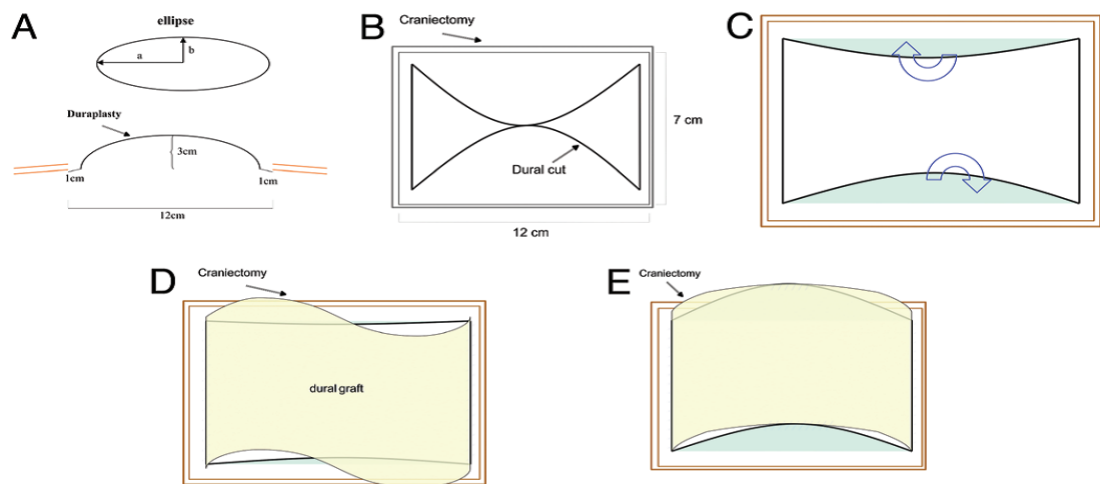 A
ellipse
a
b
Duraplasty
3cm
1cm
1cm
12cm
B
Craniectomy
Dural cut
7 cm
12 cm
C
D
Craniectomy
dural graft
E
Craniectomy